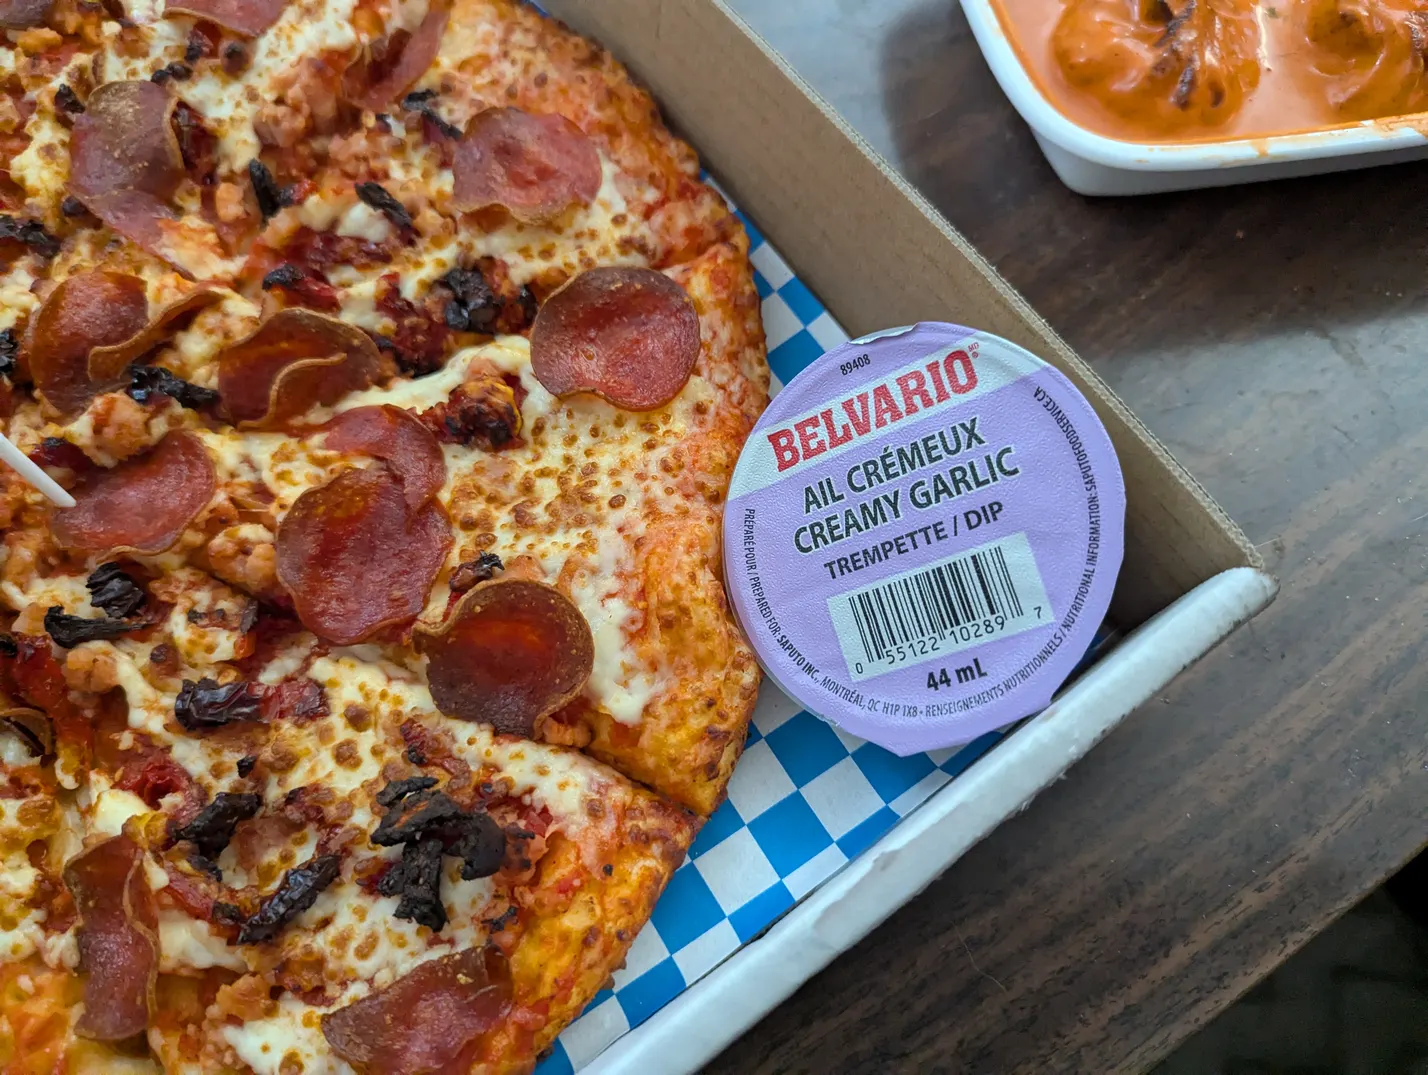 89408
BELVARIO MD
®
AIL CRÉMEUX
CREAMY GARLIC
TREMPETTE / DIP
0 55122 10289 7
44 mL
PRÉPARÉ POUR / PREPARED FOR: SAPUTO INC., MONTRÉAL, QC H1P 1X8 • RENSEIGNEMENTS NUTRITIONNELS / NUTRITIONAL INFORMATION: SAPUTOFOODSERVICE.CA